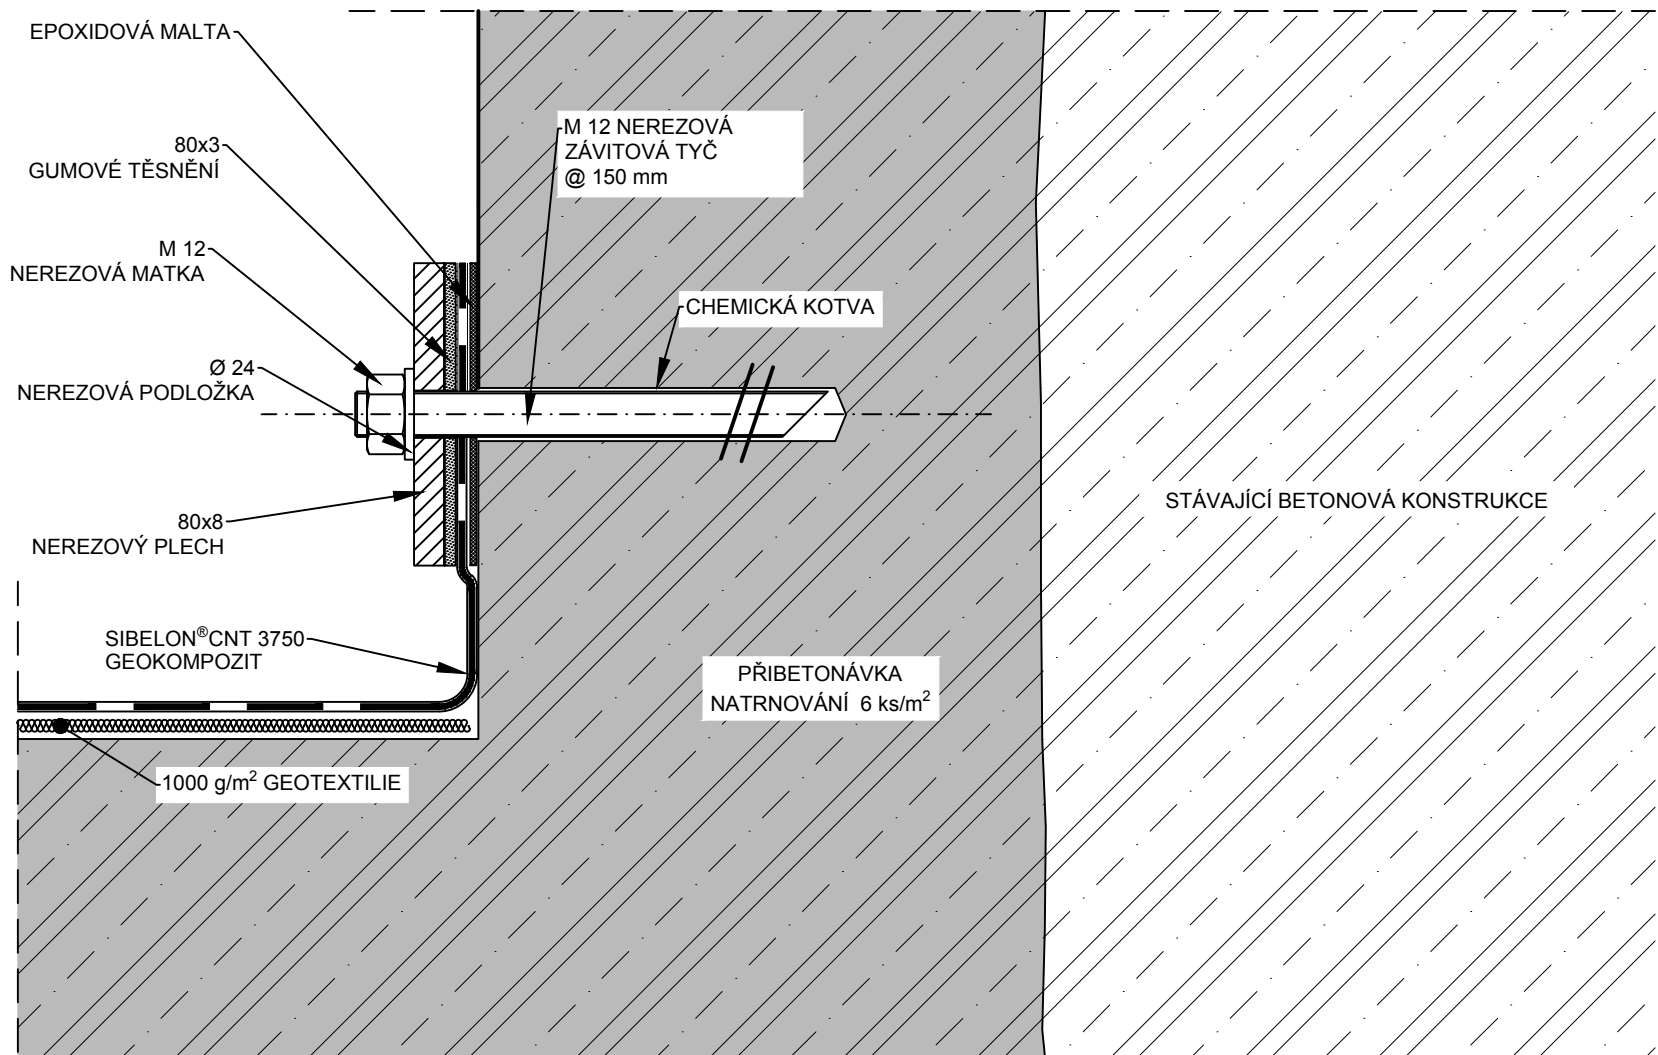 EPOXIDOVÁ MALTA
80x3
GUMOVÉ TĚSNĚNÍ
M 12
NEREZOVÁ MATKA
Ø 24
NEREZOVÁ PODLOŽKA
80x8
NEREZOVÝ PLECH
SIBELON®CNT 3750
GEOKOMPOZIT
1000 g/m² GEOTEXTILIE
M 12 NEREZOVÁ
ZÁVITOVÁ TYČ
@ 150 mm
CHEMICKÁ KOTVA
PŘIBETONÁVKA
NATRNOVÁNÍ 6 ks/m²
STÁVAJÍCÍ BETONOVÁ KONSTRUKCE